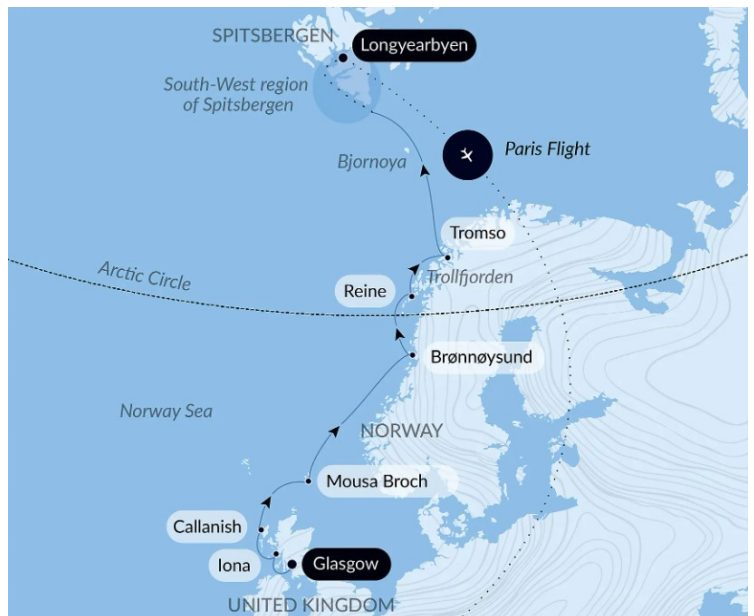 SPITSBERGEN
Longyearbyen
South-West region
of Spitsbergen
Bjornoya
Paris Flight
Tromso
Arctic Circle
Trollfjorden
Reine
Brønnøysund
Norway Sea
NORWAY
Mousa Broch
Callanish
Iona
Glasgow
UNITED KINGDOM